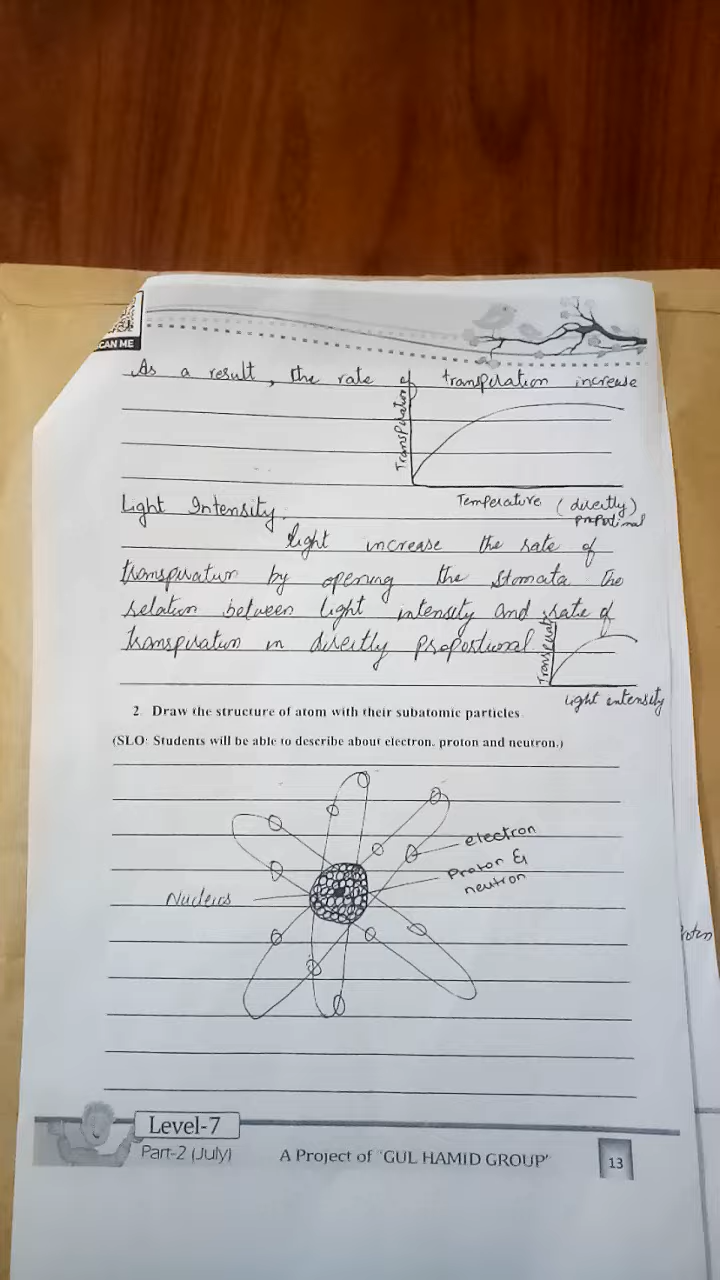 CAN ME
As a result, the rate of transpiration increase
Transpiration
Temperature (directly)
propotinal
Light Intensity.
light increase the rate of
transpiration by opening the stomata The
relation between light intensity and rate of
transpiration in directly proportional
Transpirat
light intensity
2. Draw the structure of atom with their subatomic particles
(SLO: Students will be able to describe about electron, proton and neutron.)
electron
Proton &
neutron
Nucleus
Level-7
Part-2 (July)
A Project of 'GUL HAMID GROUP'
13